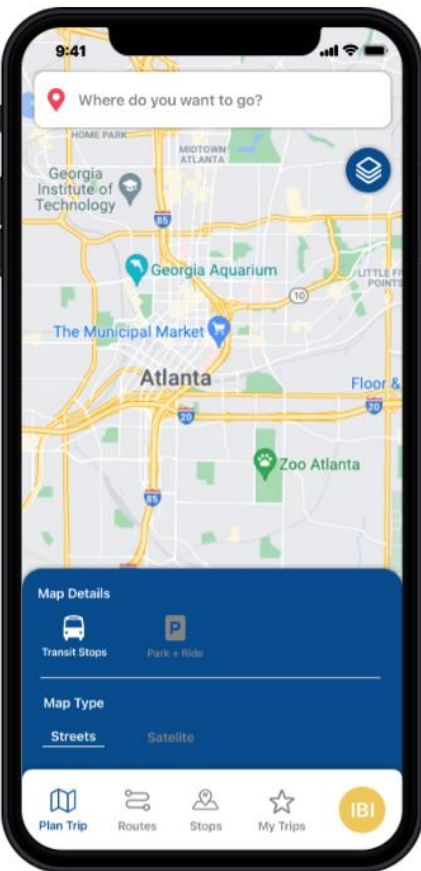 9:41
Where do you want to go?
HOME PARK
MIDTOWN
ATLANTA
Georgia
Institute of
Technology
85
Georgia Aquarium
LITTLE FI
POINTS
10
The Municipal Market
Atlanta
Floor &
20
20
Zoo Atlanta
85
Map Details
P
Transit Stops
Park + Ride
Map Type
Streets
Satelite
Plan Trip
Routes
Stops
My Trips
IBI